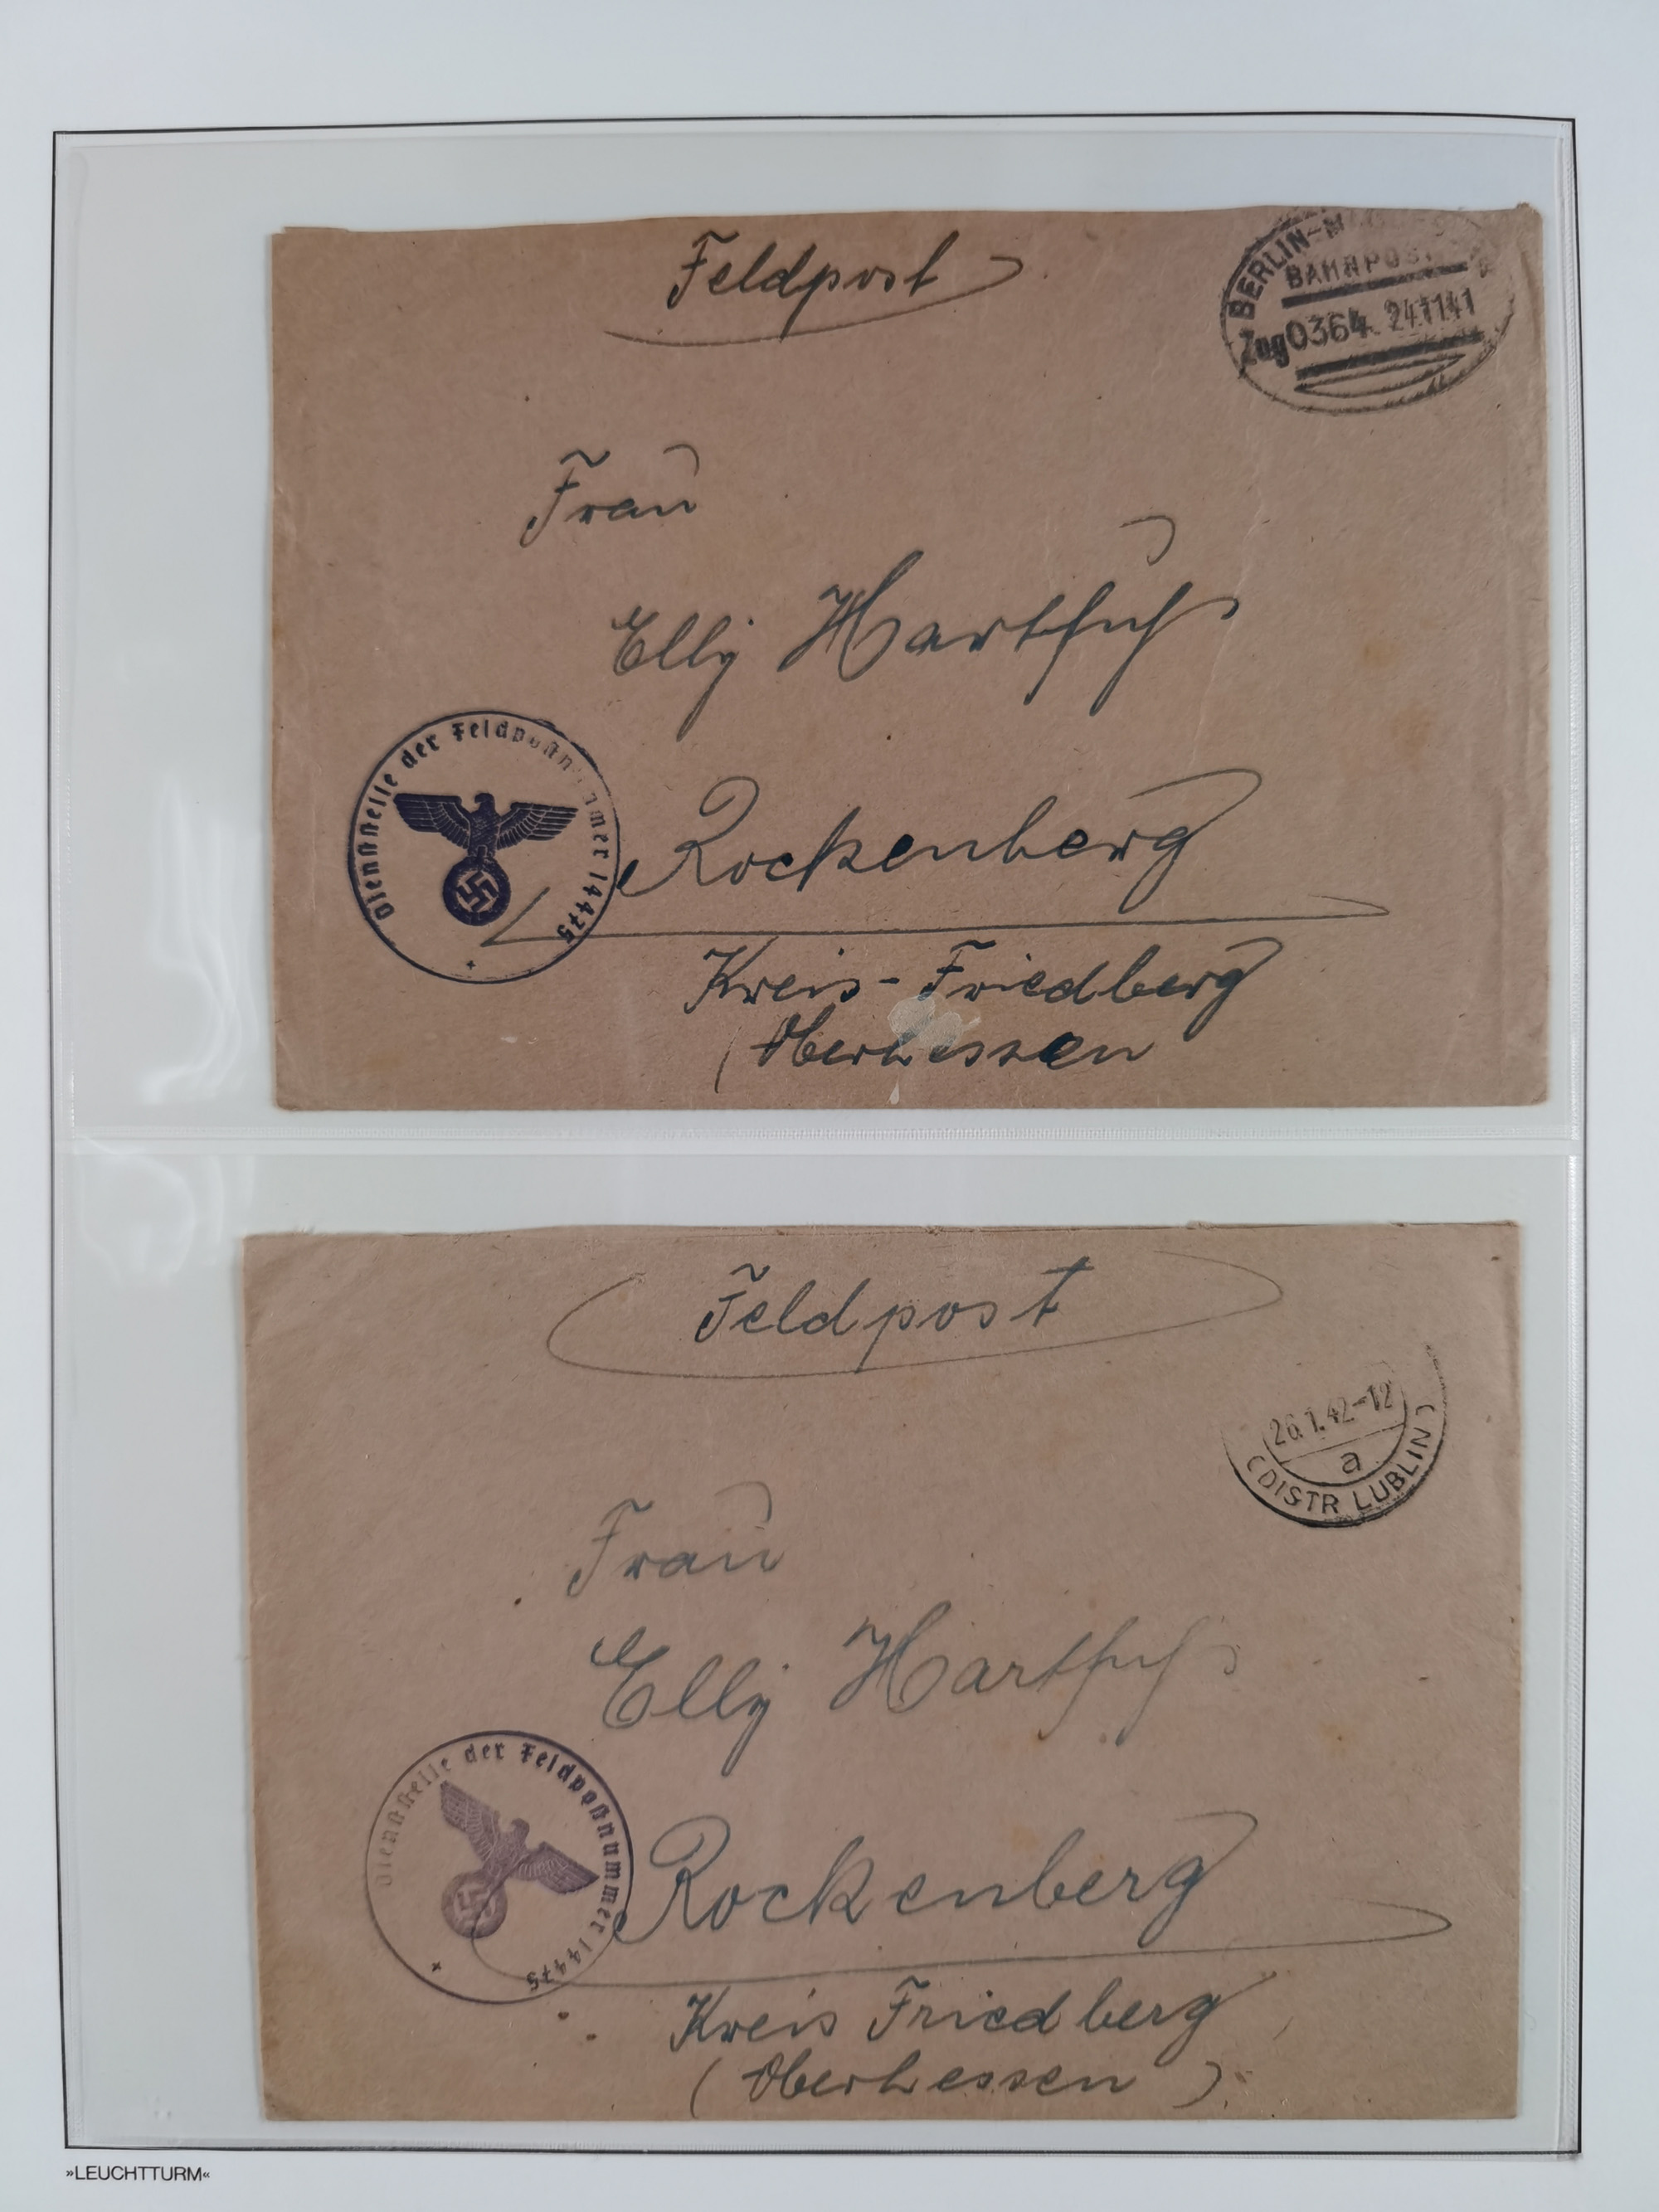 Feldpost
BERLIN-M
BAHNPOST
Zug 0364 24.11.41
Frau
Elly Hartfuß
Dienststelle der Feldpostnummer 14475
Rockenberg
Kreis-Friedberg
(Oberhessen
Feldpost
26.1.42-12
a
(DISTR LUBLIN)
Frau
Elly Hartfuß
Dienststelle der Feldpostnummer 14475
Rockenberg
Kreis Friedberg
(Oberhessen)
»LEUCHTTURM«